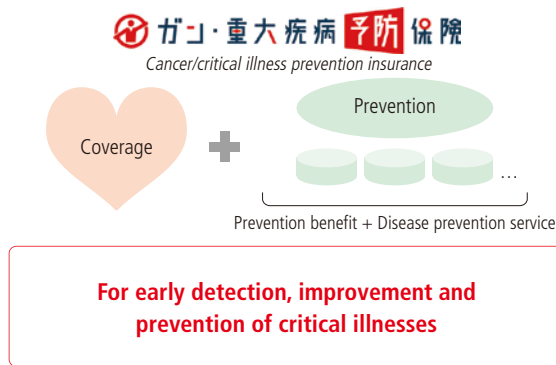 ガン・重大疾病予防保険
Cancer/critical illness prevention insurance
Coverage
Prevention
...
Prevention benefit + Disease prevention service
For early detection, improvement and
prevention of critical illnesses